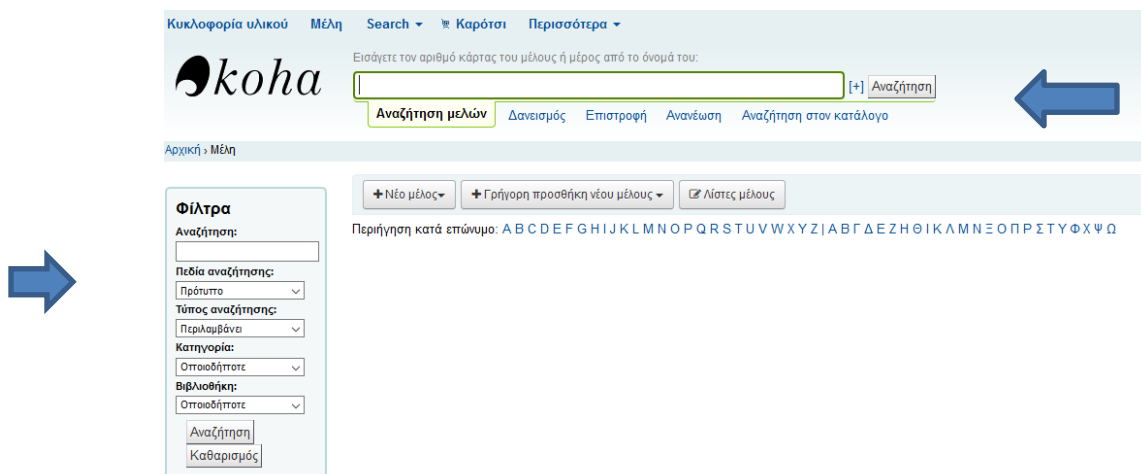 Κυκλοφορία υλικού Μέλη Search Καρότσι Περισσότερα
koha
Εισάγετε τον αριθμό κάρτας του μέλους ή μέρος από το όνομά του:
[+] Αναζήτηση
Αναζήτηση μελών Δανεισμός Επιστροφή Ανανέωση Αναζήτηση στον κατάλογο
Αρχική › Μέλη
+ Νέο μέλος + Γρήγορη προσθήκη νέου μέλους Λίστες μέλους
Περιήγηση κατά επώνυμο: A B C D E F G H I J K L M N O P Q R S T U V W X Y Z | Α Β Γ Δ Ε Ζ Η Θ Ι Κ Λ Μ Ν Ξ Ο Π Ρ Σ Τ Υ Φ Χ Ψ Ω
Φίλτρα
Αναζήτηση:
Πεδία αναζήτησης:
Πρότυπο
Τύπος αναζήτησης:
Περιλαμβάνει
Κατηγορία:
Οποιοδήποτε
Βιβλιοθήκη:
Οποιοδήποτε
Αναζήτηση
Καθαρισμός